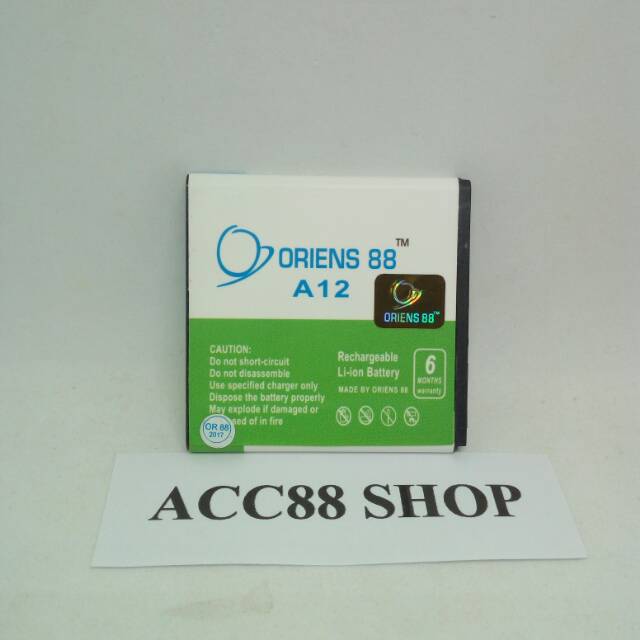 ORIENS 88™
A12
ORIENS 88™
CAUTION:
Do not short-circuit
Do not disassemble
Use specified charger only
Dispose the battery properly
May explode if damaged or
of in fire
Rechargeable
Li-ion Battery
MADE BY ORIENS 88
6
MONTHS
warranty
OR 88
2017
ACC88 SHOP